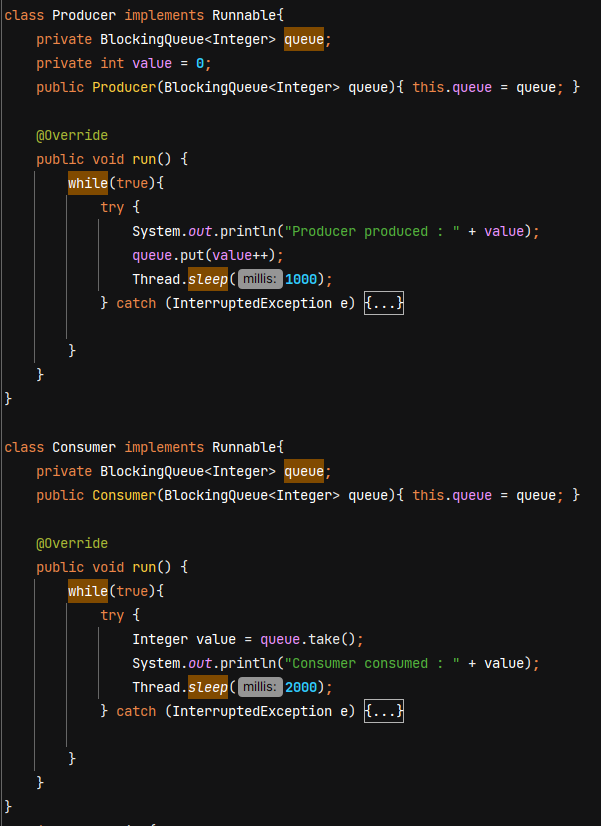 class Producer implements Runnable{
    private BlockingQueue<Integer> queue;
    private int value = 0;
    public Producer(BlockingQueue<Integer> queue){ this.queue = queue; }
    @Override
    public void run() {
        while(true){
            try {
                System.out.println("Producer produced : " + value);
                queue.put(value++);
                Thread.sleep( millis: 1000);
            } catch (InterruptedException e) {...}
        }
    }
}
class Consumer implements Runnable{
    private BlockingQueue<Integer> queue;
    public Consumer(BlockingQueue<Integer> queue){ this.queue = queue; }
    @Override
    public void run() {
        while(true){
            try {
                Integer value = queue.take();
                System.out.println("Consumer consumed : " + value);
                Thread.sleep( millis: 2000);
            } catch (InterruptedException e) {...}
        }
    }
}